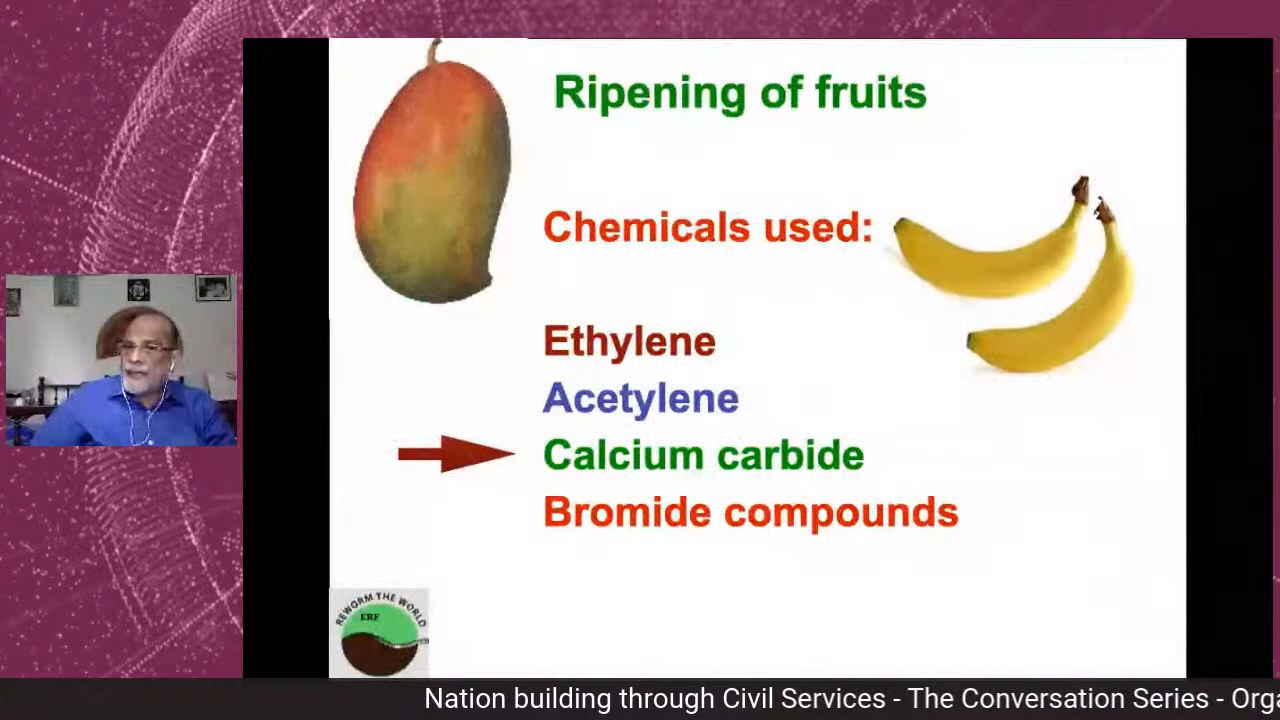 Ripening of fruits
Chemicals used:
Ethylene
Acetylene
Calcium carbide
Bromide compounds
REWORM THE WORLD
ERF
Nation building through Civil Services - The Conversation Series - Orga